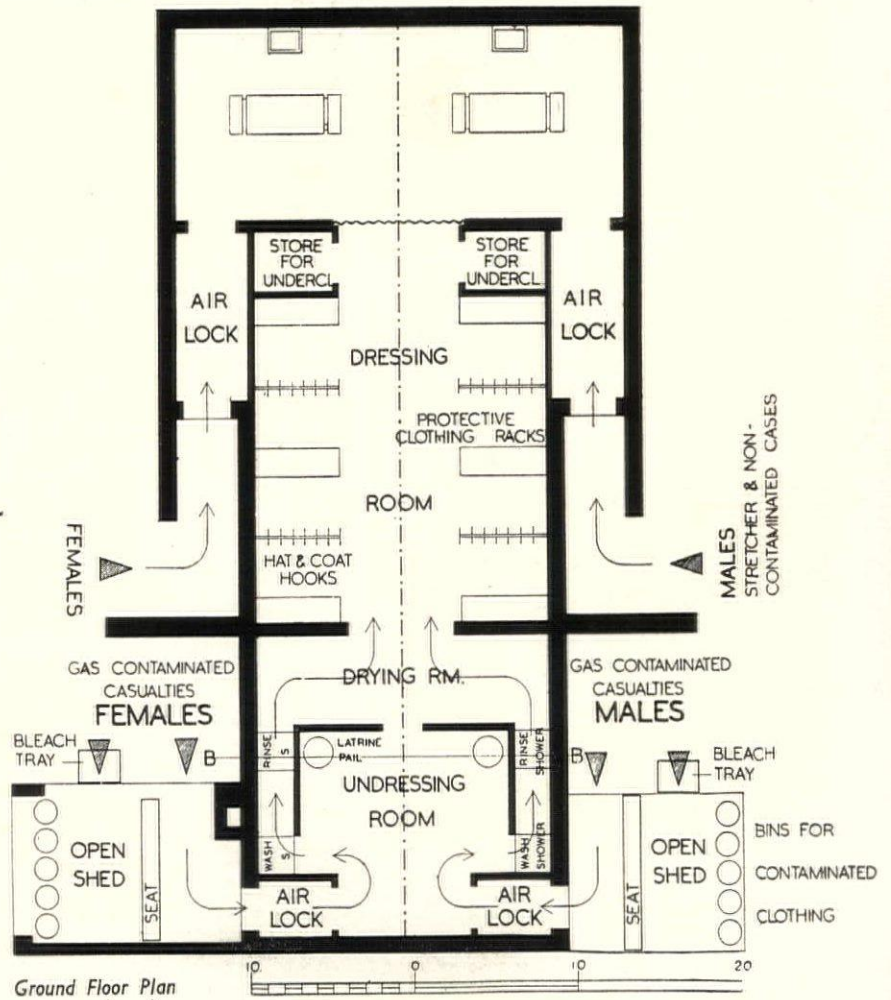 STORE
FOR
UNDERCL
STORE
FOR
UNDERCL
AIR
LOCK
AIR
LOCK
DRESSING
PROTECTIVE
CLOTHING RACKS
ROOM
HAT & COAT
HOOKS
FEMALES
MALES
STRETCHER & NON-
CONTAMINATED CASES
GAS CONTAMINATED
CASUALTIES
FEMALES
DRYING RM.
GAS CONTAMINATED
CASUALTIES
MALES
BLEACH
TRAY
B
RINSE
S
LATRINE
PAIL
RINSE
SHOWER
B
BLEACH
TRAY
UNDRESSING
ROOM
OPEN
SHED
SEAT
WASH
S
WASH
SHOWER
AIR
LOCK
AIR
LOCK
OPEN
SHED
SEAT
BINS FOR
CONTAMINATED
CLOTHING
10. 0 10 20
Ground Floor Plan